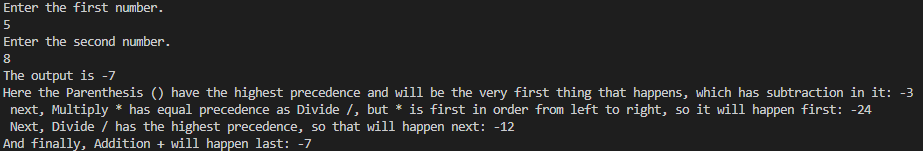 Enter the first number.
5
Enter the second number.
8
The output is -7
Here the Parenthesis () have the highest precedence and will be the very first thing that happens, which has subtraction in it: -3
 next, Multiply * has equal precedence as Divide /, but * is first in order from left to right, so it will happen first: -24
 Next, Divide / has the highest precedence, so that will happen next: -12
And finally, Addition + will happen last: -7